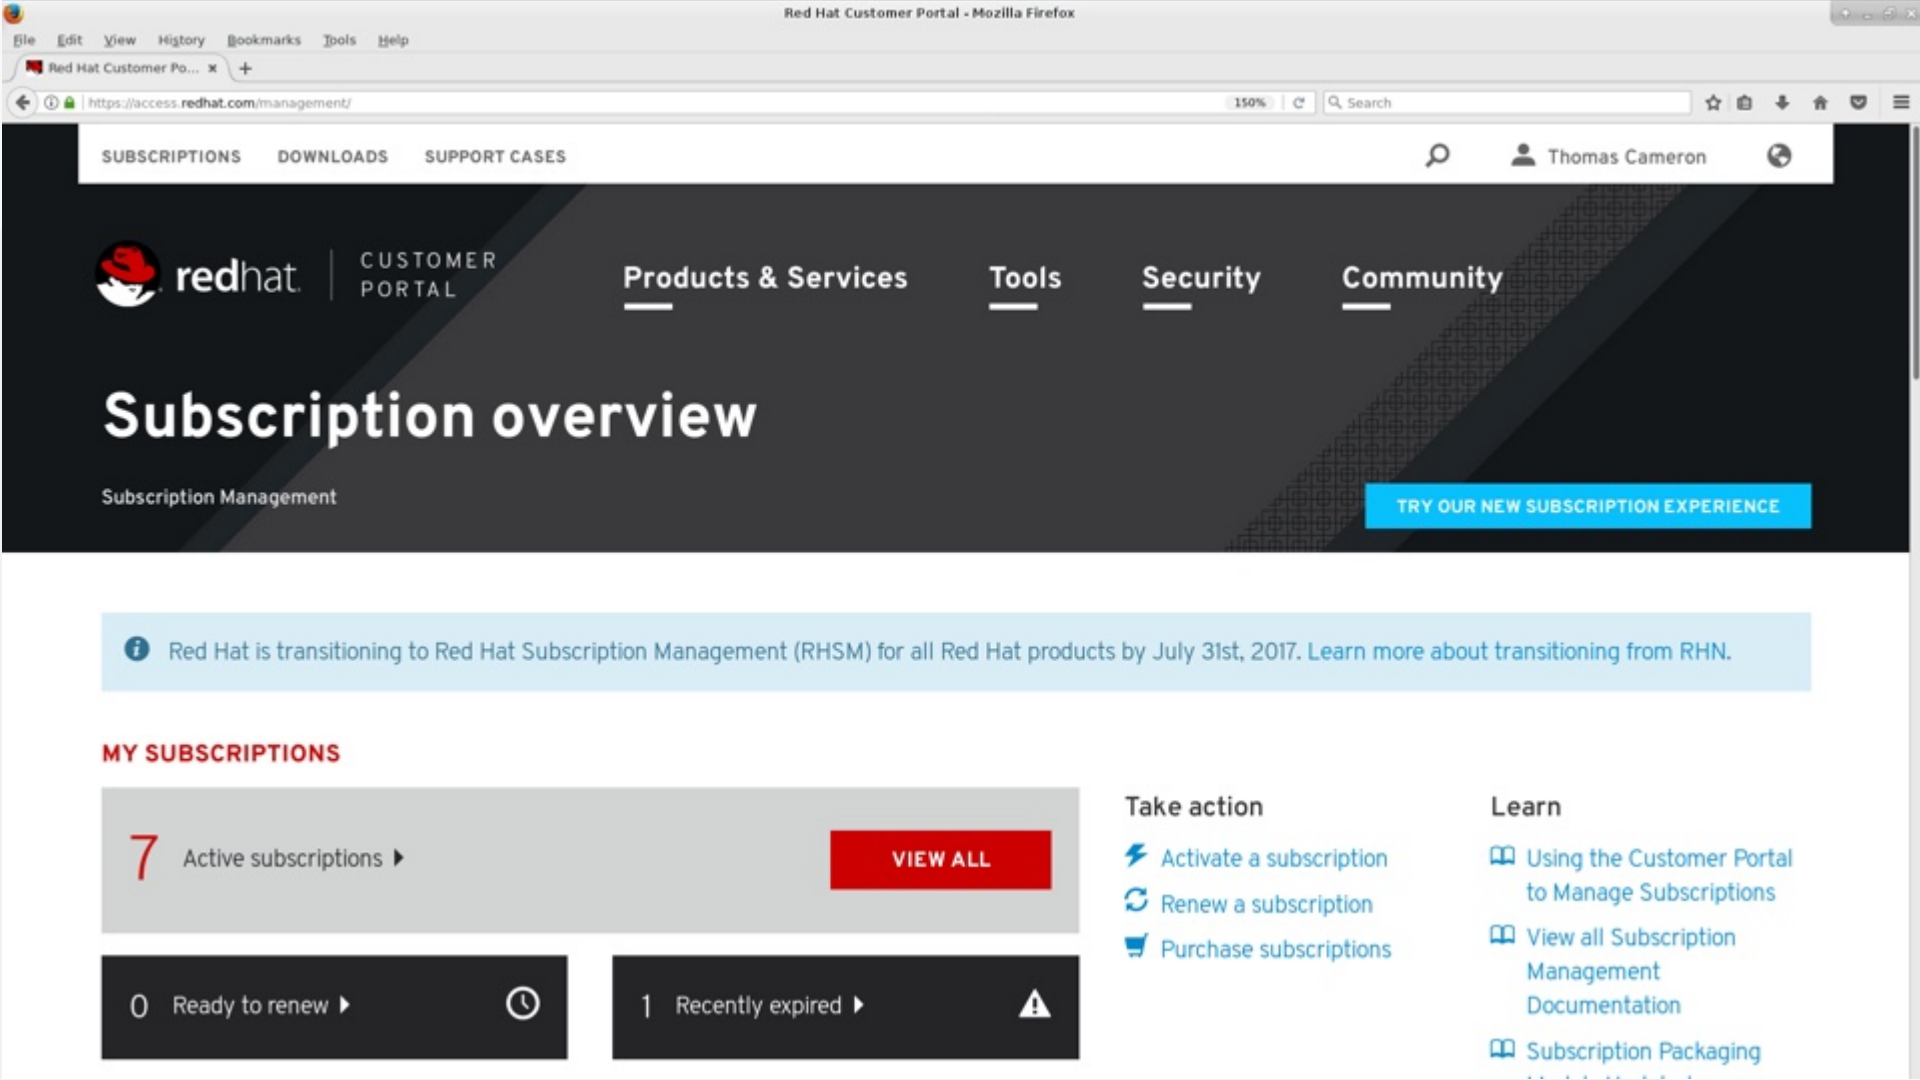 Red Hat Customer Portal - Mozilla Firefox
File Edit View History Bookmarks Tools Help
Red Hat Customer Po...
https://access.redhat.com/management/
150%
Search
SUBSCRIPTIONS DOWNLOADS SUPPORT CASES
Thomas Cameron
redhat.
CUSTOMER
PORTAL
Products & Services Tools Security Community
Subscription overview
Subscription Management
TRY OUR NEW SUBSCRIPTION EXPERIENCE
Red Hat is transitioning to Red Hat Subscription Management (RHSM) for all Red Hat products by July 31st, 2017. Learn more about transitioning from RHN.
MY SUBSCRIPTIONS
7 Active subscriptions
VIEW ALL
0 Ready to renew
1 Recently expired
Take action
Activate a subscription
Renew a subscription
Purchase subscriptions
Learn
Using the Customer Portal
to Manage Subscriptions
View all Subscription
Management
Documentation
Subscription Packaging